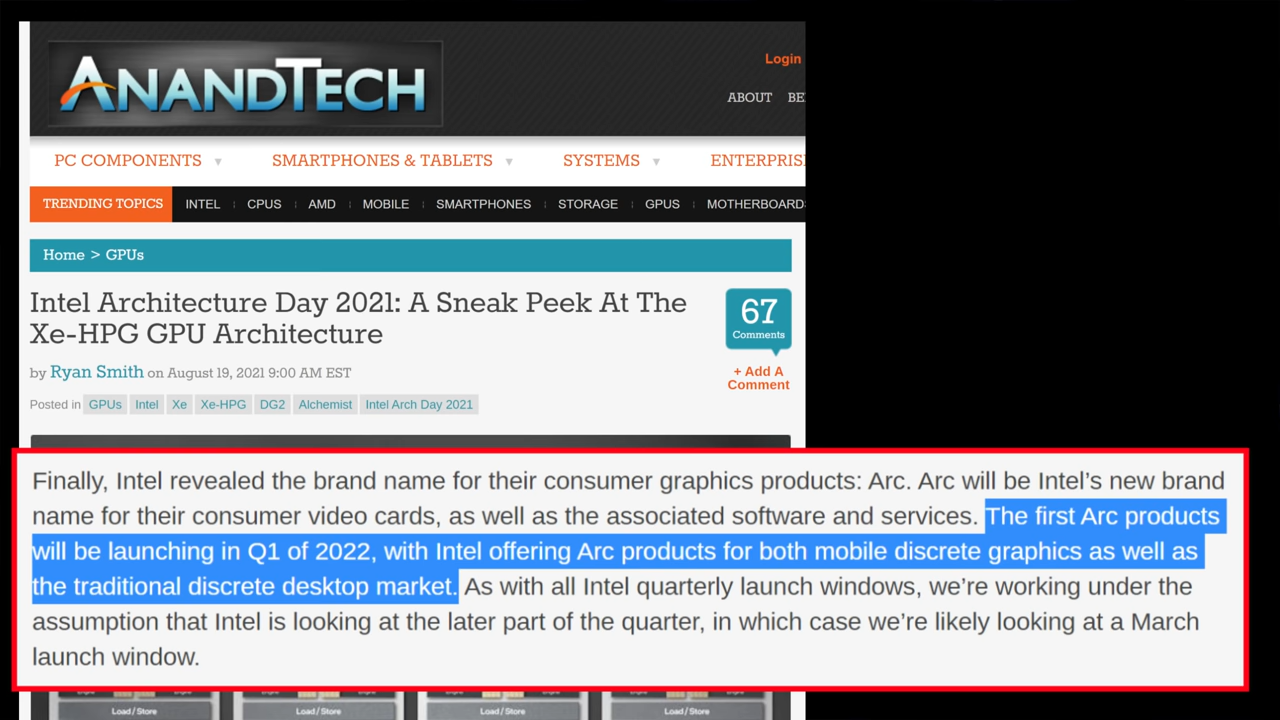 ANANDTECH
Login
ABOUT BE
PC COMPONENTS SMARTPHONES & TABLETS SYSTEMS ENTERPRIS
TRENDING TOPICS INTEL CPUS AMD MOBILE SMARTPHONES STORAGE GPUS MOTHERBOARD
Home > GPUs
Intel Architecture Day 2021: A Sneak Peek At The
Xe-HPG GPU Architecture
67
Comments
by Ryan Smith on August 19, 2021 9:00 AM EST
+ Add A
Comment
Posted in GPUs Intel Xe Xe-HPG DG2 Alchemist Intel Arch Day 2021
Finally, Intel revealed the brand name for their consumer graphics products: Arc. Arc will be Intel’s new brand
name for their consumer video cards, as well as the associated software and services. The first Arc products
will be launching in Q1 of 2022, with Intel offering Arc products for both mobile discrete graphics as well as
the traditional discrete desktop market. As with all Intel quarterly launch windows, we’re working under the
assumption that Intel is looking at the later part of the quarter, in which case we’re likely looking at a March
launch window.
Load/Store Load/Store Load/Store Load/Store